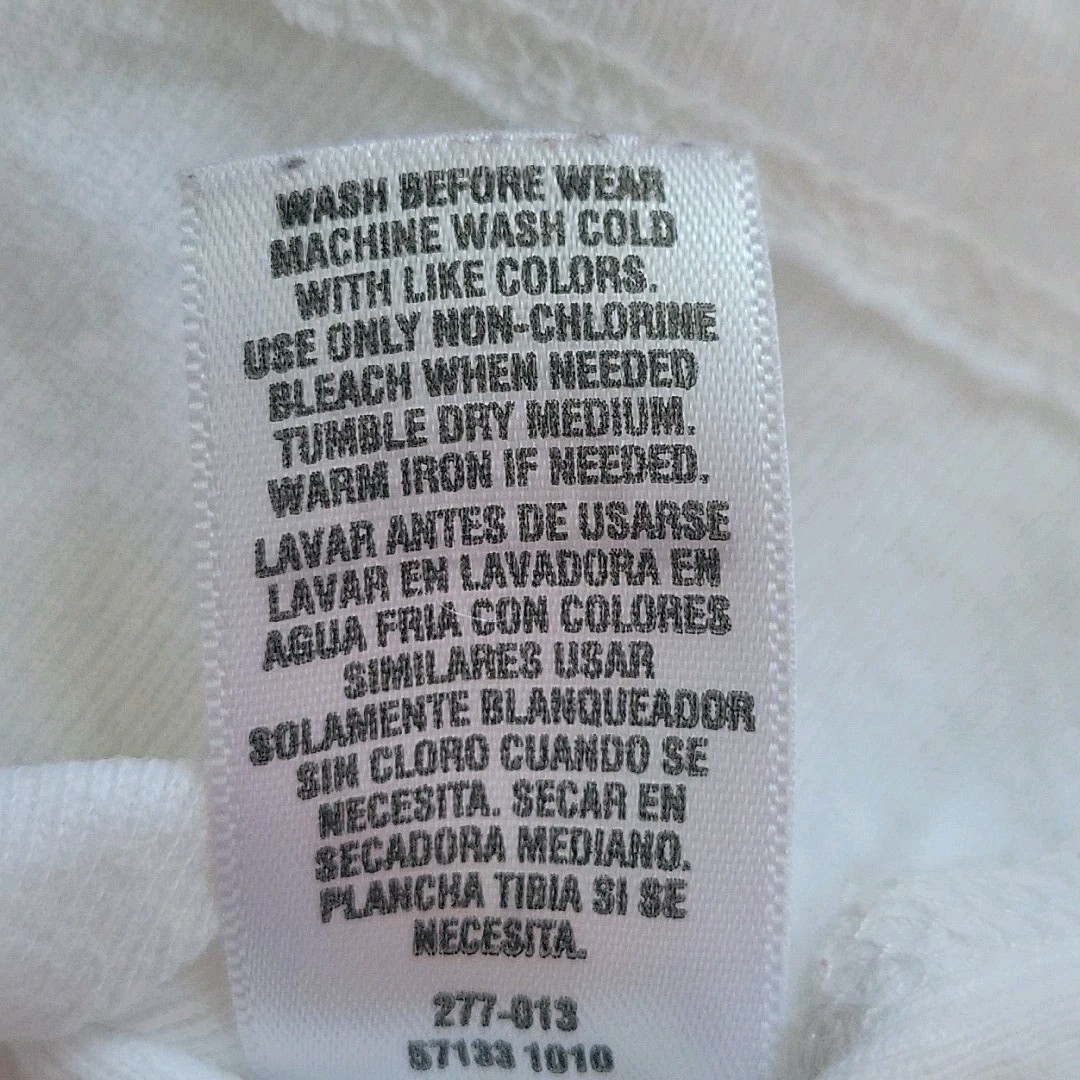 WASH BEFORE WEAR
MACHINE WASH COLD
WITH LIKE COLORS.
USE ONLY NON-CHLORINE
BLEACH WHEN NEEDED
TUMBLE DRY MEDIUM.
WARM IRON IF NEEDED.
LAVAR ANTES DE USARSE
LAVAR EN LAVADORA EN
AGUA FRIA CON COLORES
SIMILARES USAR
SOLAMENTE BLANQUEADOR
SIN CLORO CUANDO SE
NECESITA. SECAR EN
SECADORA MEDIANO.
PLANCHA TIBIA SI SE
NECESITA.
277-013
57133 1010